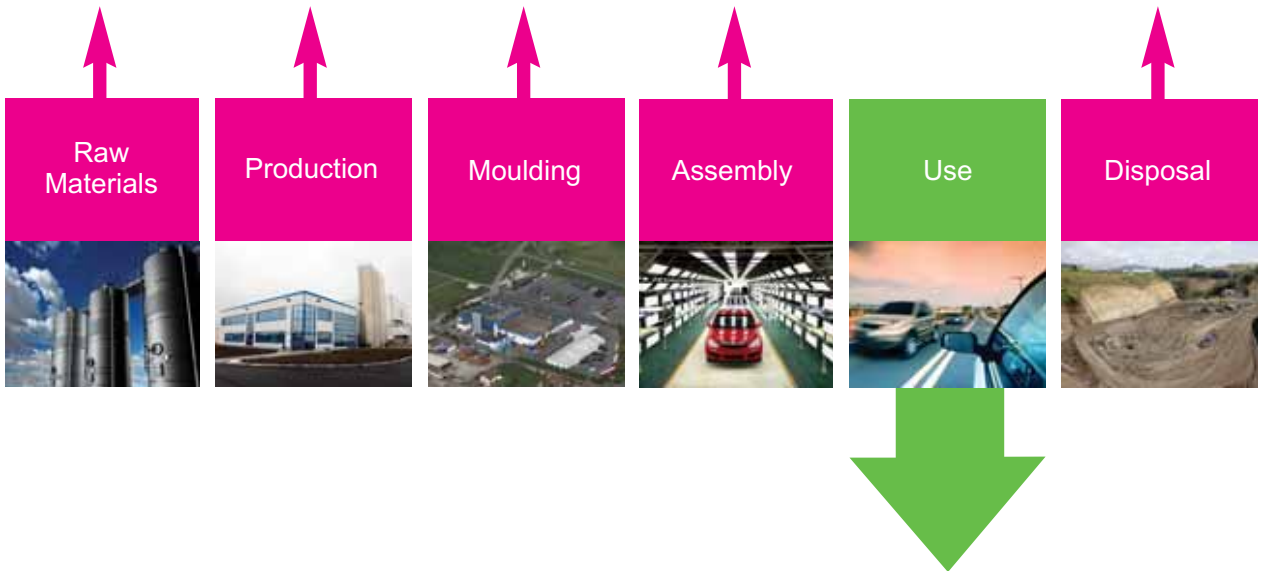 Raw
Materials
Production
Moulding
Assembly
Use
Disposal